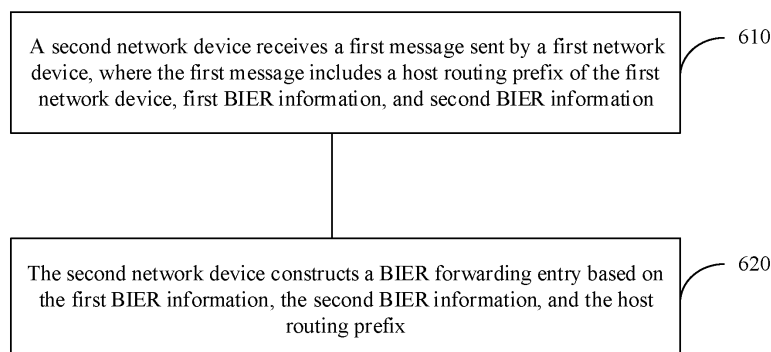 A second network device receives a first message sent by a first network
device, where the first message includes a host routing prefix of the first
network device, first BIER information, and second BIER information
610
The second network device constructs a BIER forwarding entry based on
the first BIER information, the second BIER information, and the host
routing prefix
620